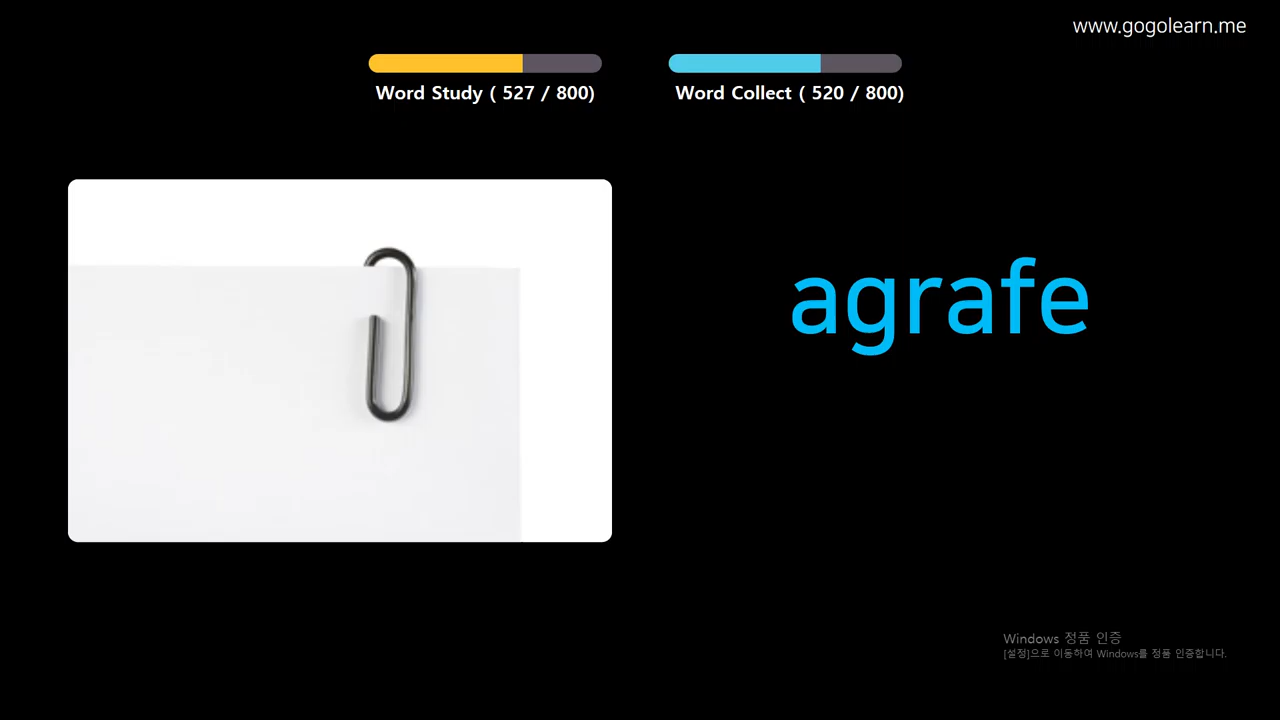 www.gogolearn.me
Word Study ( 527 / 800)
Word Collect ( 520 / 800)
agrafe
Windows 정품 인증
[설정]으로 이동하여 Windows를 정품 인증합니다.